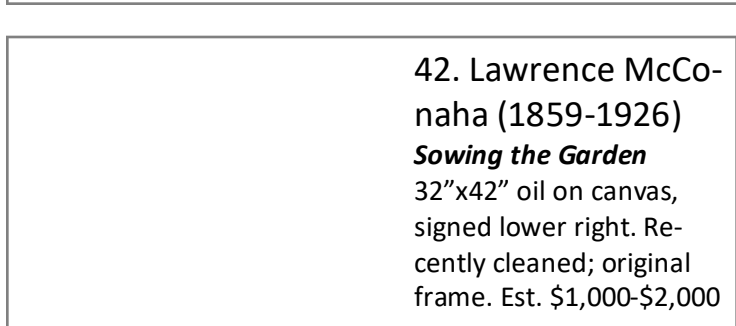 42. Lawrence McCo-
naha (1859-1926)
Sowing the Garden
32”x42” oil on canvas,
signed lower right. Re-
cently cleaned; original
frame. Est. $1,000-$2,000